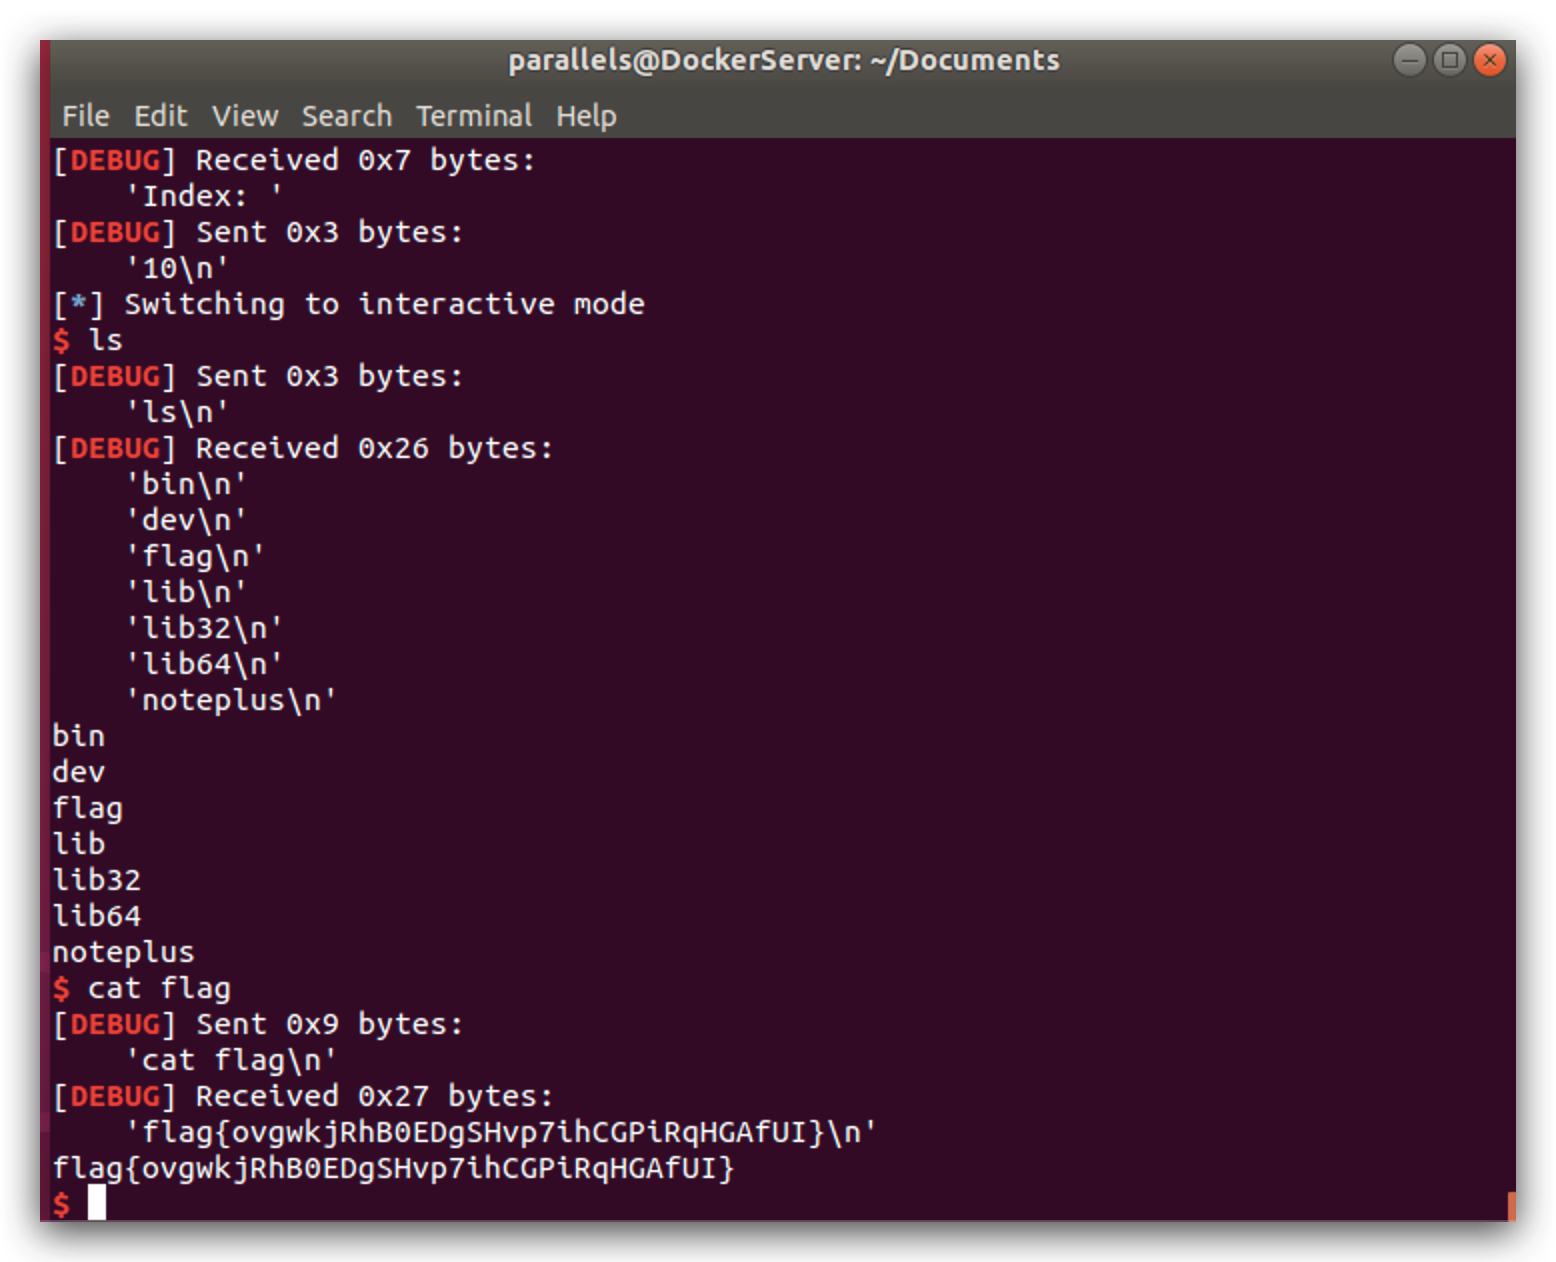 parallels@DockerServer: ~/Documents
File Edit View Search Terminal Help
[DEBUG] Received 0x7 bytes:
    'Index: '
[DEBUG] Sent 0x3 bytes:
    '10\n'
[*] Switching to interactive mode
$ ls
[DEBUG] Sent 0x3 bytes:
    'ls\n'
[DEBUG] Received 0x26 bytes:
    'bin\n'
    'dev\n'
    'flag\n'
    'lib\n'
    'lib32\n'
    'lib64\n'
    'noteplus\n'
bin
dev
flag
lib
lib32
lib64
noteplus
$ cat flag
[DEBUG] Sent 0x9 bytes:
    'cat flag\n'
[DEBUG] Received 0x27 bytes:
    'flag{ovgwkjRhB0EDgSHvp7ihCGPiRqHGAfUI}\n'
flag{ovgwkjRhB0EDgSHvp7ihCGPiRqHGAfUI}
$